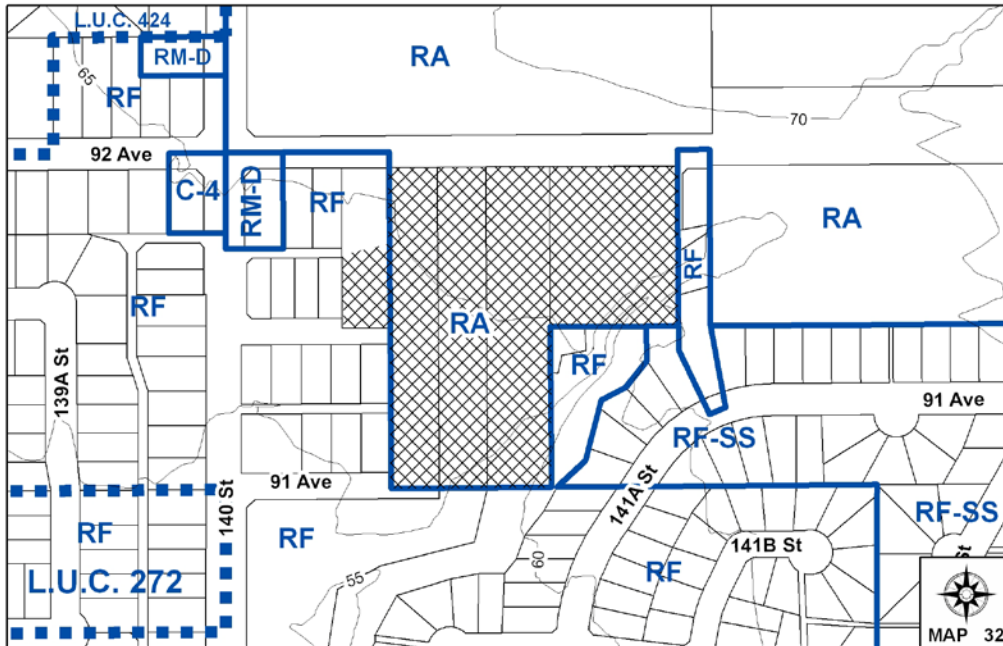 L.U.C. 424
RM-D
RA
65
RF
70
92 Ave
C-4
RM-D
RF
RA
RF
RF
RA
139A St
RF
91 Ave
RF-SS
91 Ave
141A St
140 St
RF
RF
RF-SS
141B St
St
RF
60
55
L.U.C. 272
MAP 32